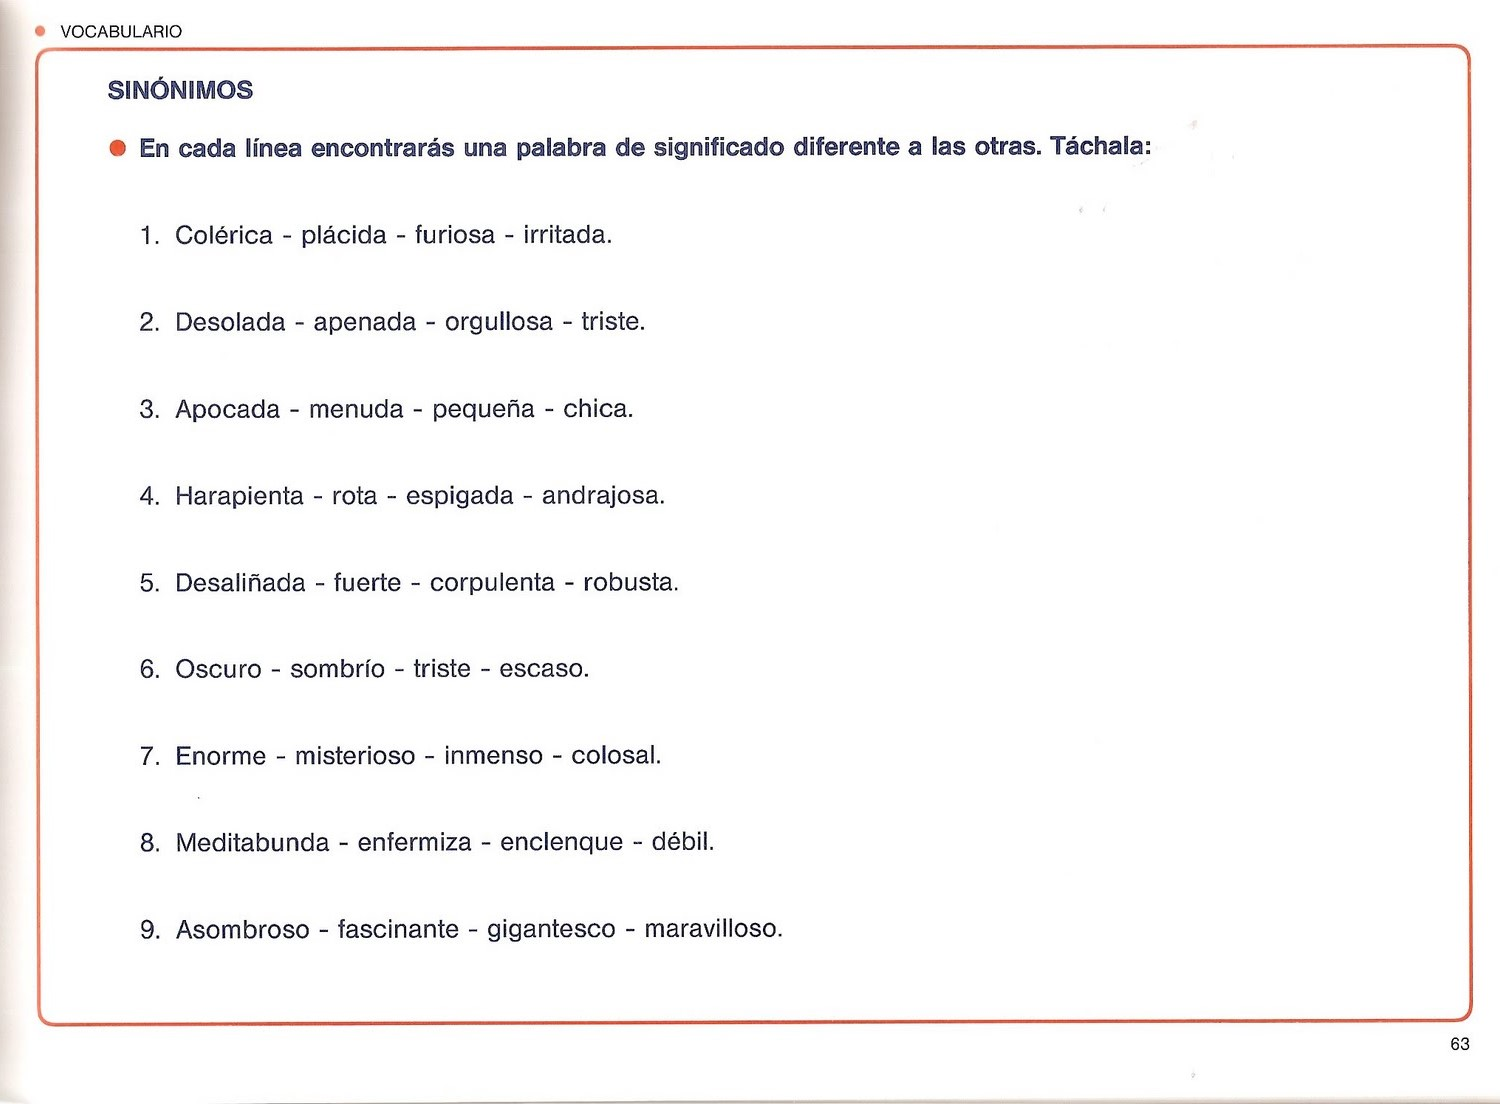 VOCABULARIO
SINÓNIMOS
En cada línea encontrarás una palabra de significado diferente a las otras. Táchala:
1. Colérica - plácida - furiosa - irritada.
2. Desolada - apenada - orgullosa - triste.
3. Apocada - menuda - pequeña - chica.
4. Harapienta - rota - espigada - andrajosa.
5. Desaliñada - fuerte - corpulenta - robusta.
6. Oscuro - sombrío - triste - escaso.
7. Enorme - misterioso - inmenso - colosal.
8. Meditabunda - enfermiza - enclenque - débil.
9. Asombroso - fascinante - gigantesco - maravilloso.
63